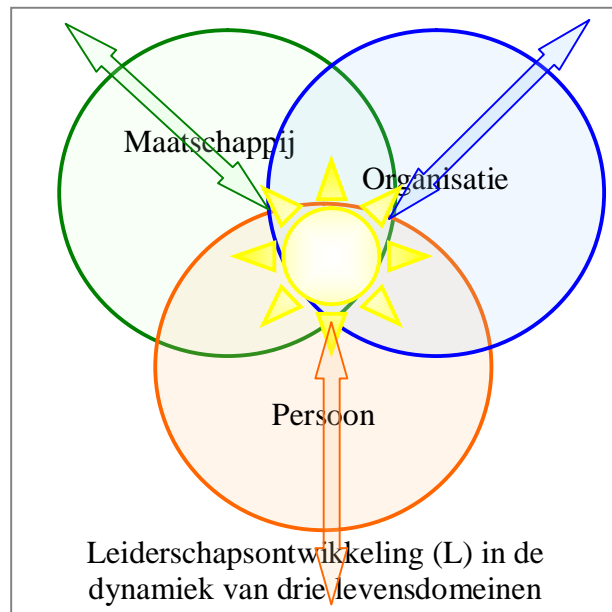 Maatschappij
Organisatie
Persoon
Leiderschapsontwikkeling (L) in de
dynamiek van drie levensdomeinen